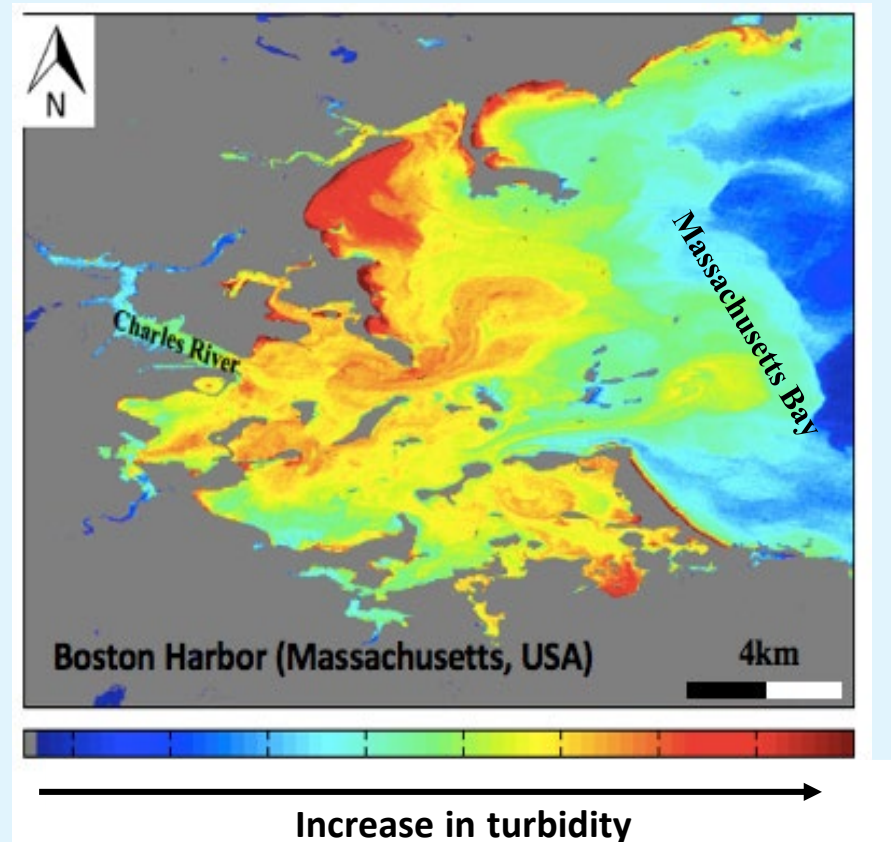 N
Massachusetts Bay
Charles River
Boston Harbor (Massachusetts, USA)
4km
Increase in turbidity